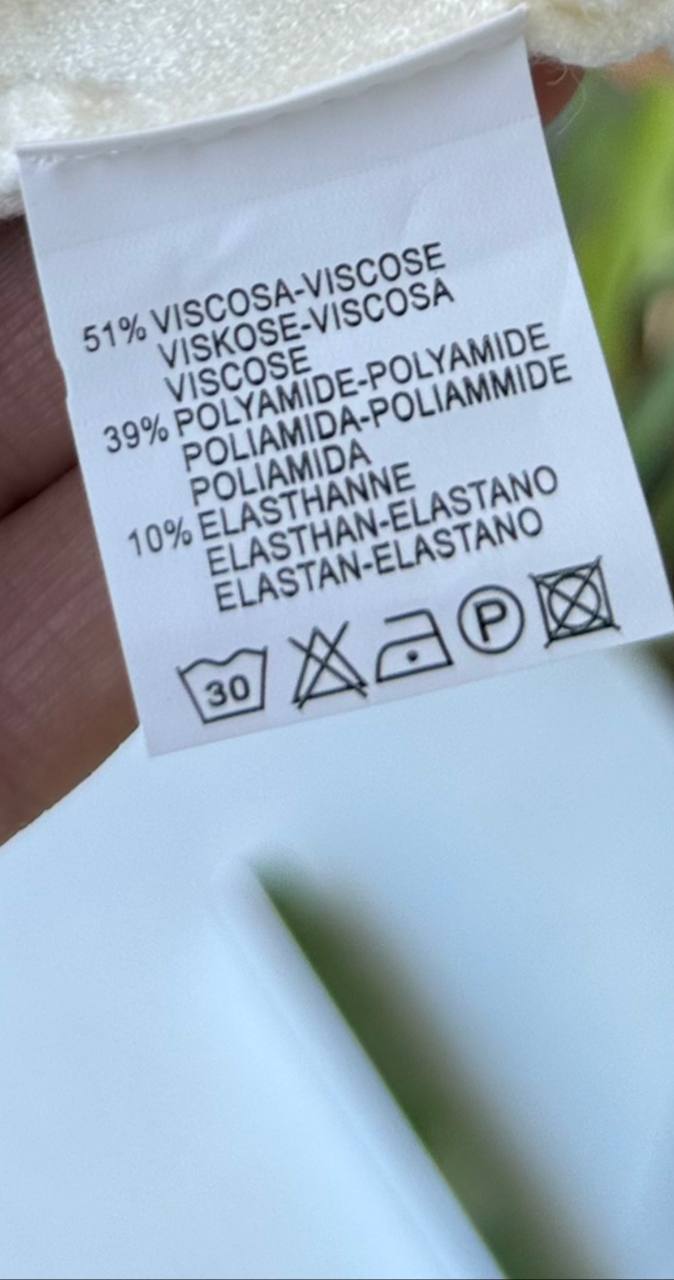 51% VISCOSA-VISCOSE
VISKOSE-VISCOSA
VISCOSE
39% POLYAMIDE-POLYAMIDE
POLIAMIDA-POLIAMMIDE
POLIAMIDA
10% ELASTHANNE
ELASTHAN-ELASTANO
ELASTAN-ELASTANO
30 P